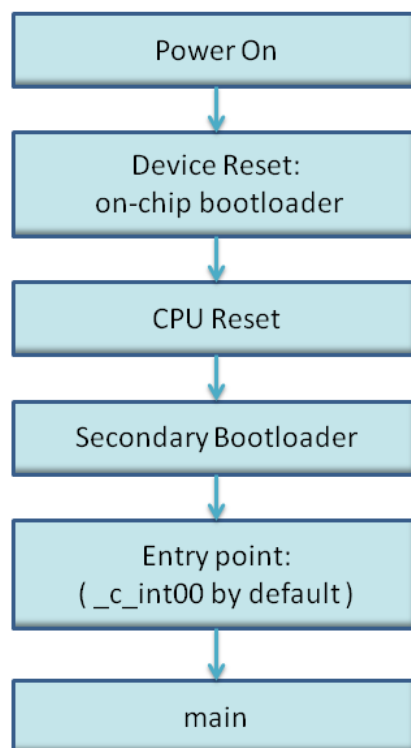 Power On
Device Reset:
on-chip bootloader
CPU Reset
Secondary Bootloader
Entry point:
( _c_int00 by default )
main